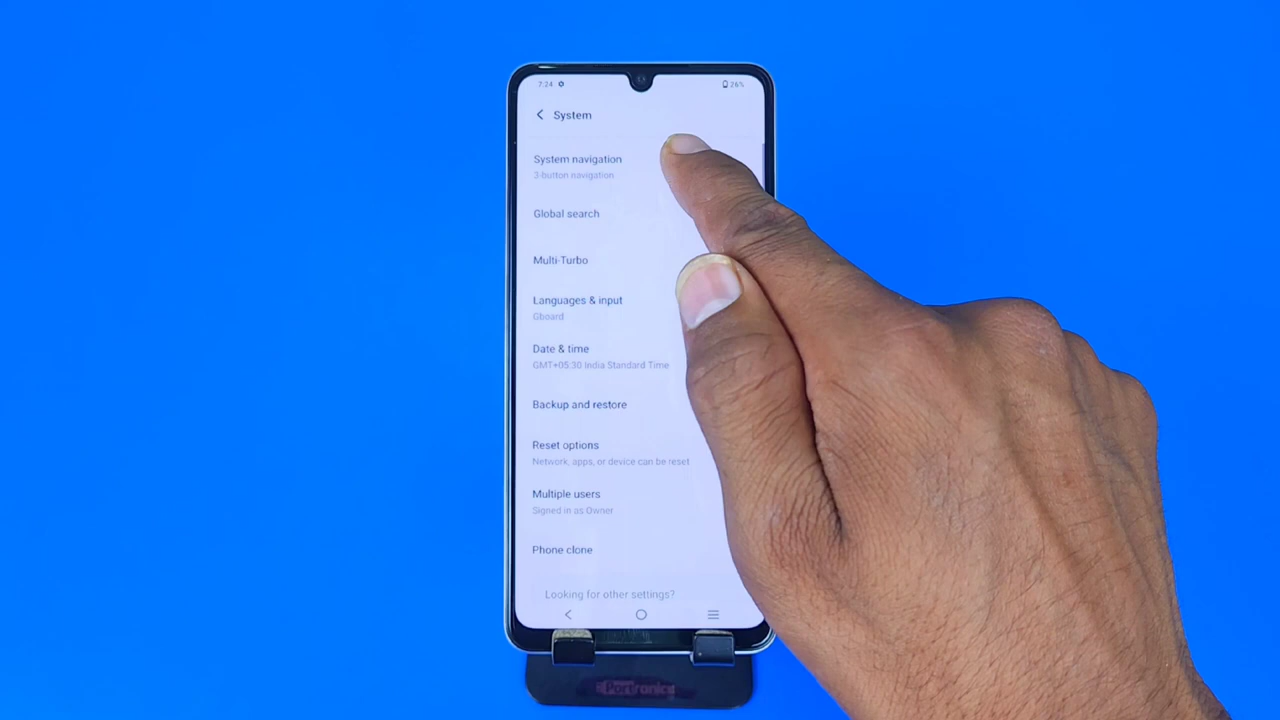 7:24 26%
System
System navigation
3-button navigation
Global search
Multi-Turbo
Languages & input
Gboard
Date & time
GMT+05:30 India Standard Time
Backup and restore
Reset options
Network, apps, or device can be reset
Multiple users
Signed in as Owner
Phone clone
Looking for other settings?
Portronics